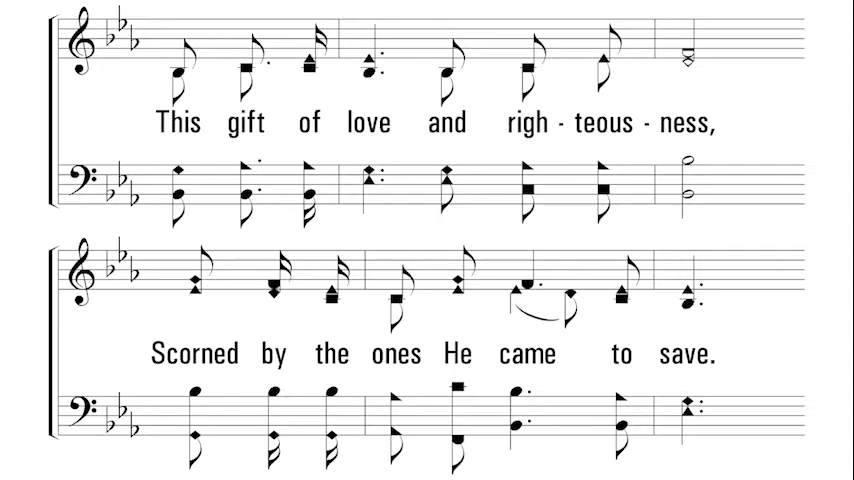 This gift of love and righ - teous - ness,
Scorned by the ones He came to save.